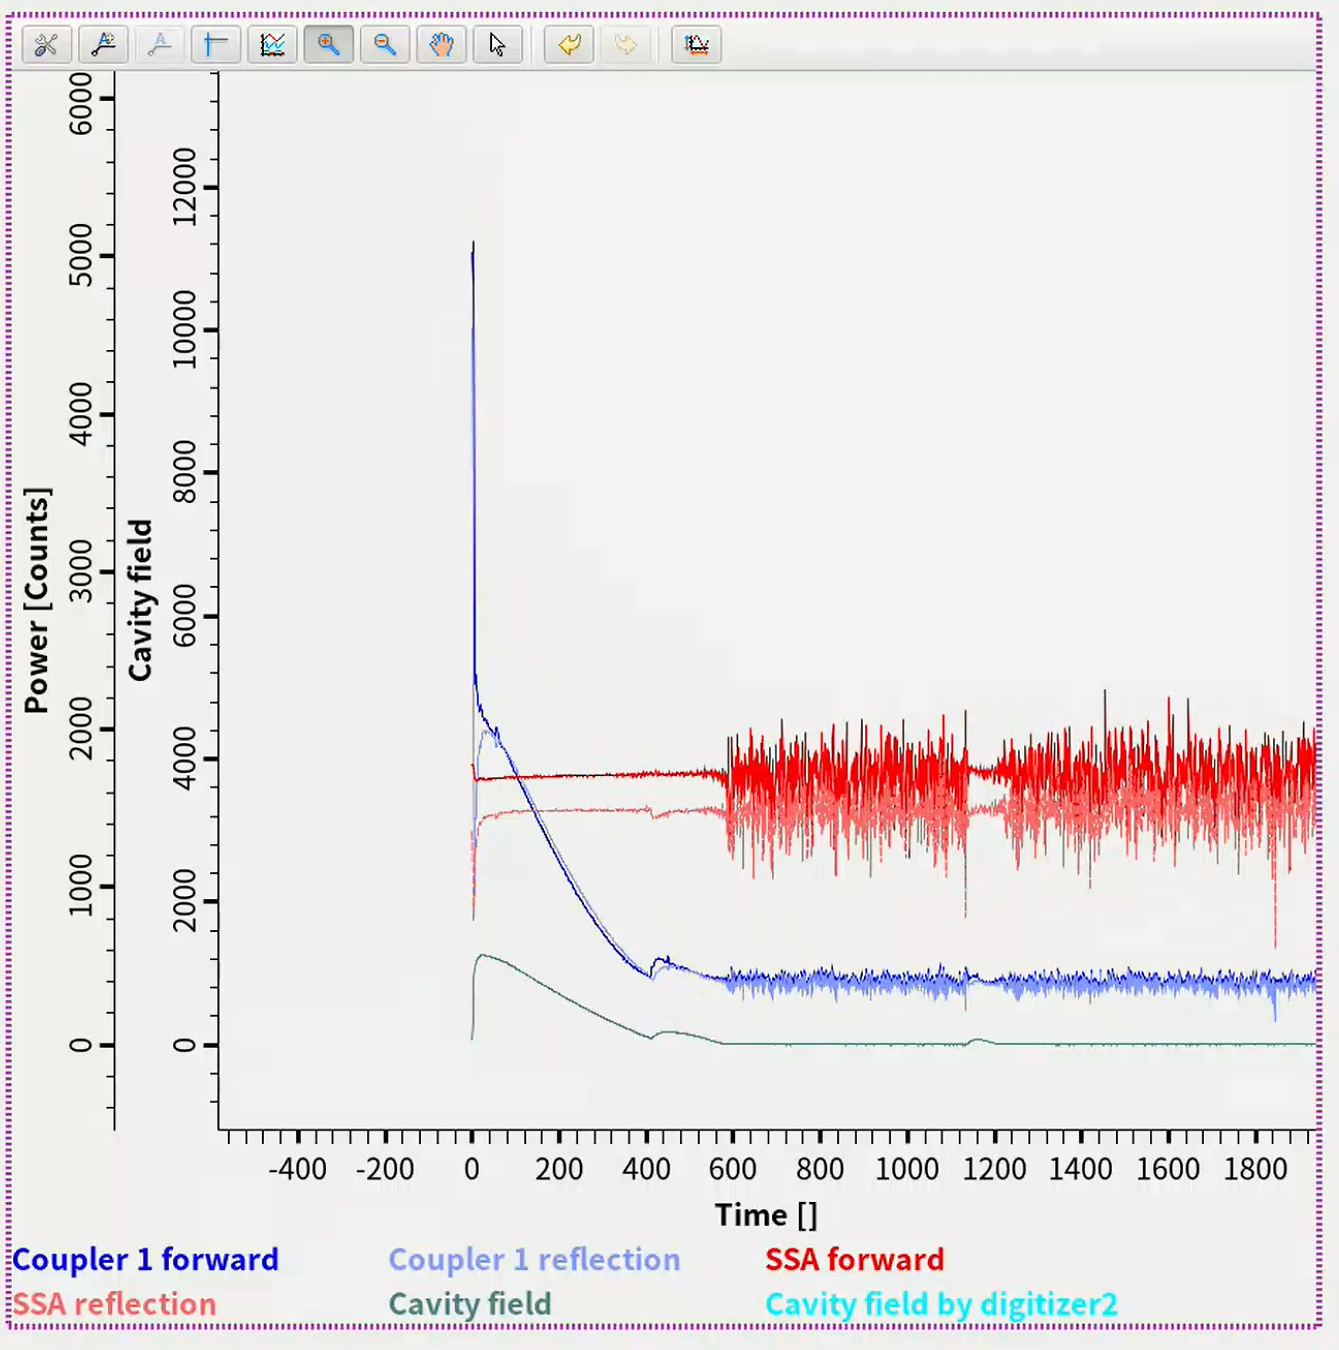 6000
5000
4000
3000
2000
1000
0
Power [Counts]
12000
10000
8000
6000
4000
2000
0
Cavity field
-400 -200 0 200 400 600 800 1000 1200 1400 1600 1800
Time []
Coupler 1 forward Coupler 1 reflection SSA forward
SSA reflection Cavity field Cavity field by digitizer2